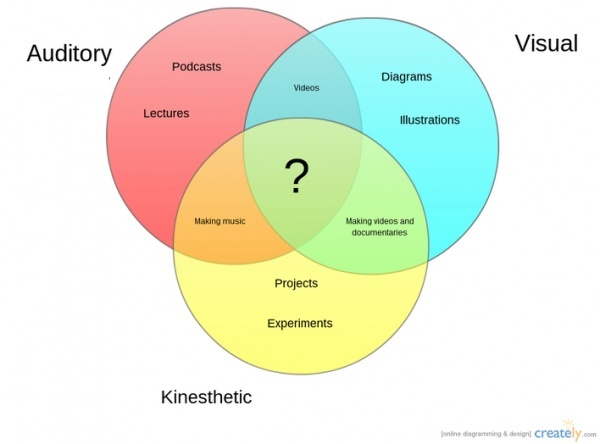 Auditory
Visual
Podcasts
Videos
Diagrams
Lectures
Illustrations
?
Making music
Making videos and
documentaries
Projects
Experiments
Kinesthetic
[online diagramming & design] creately.com